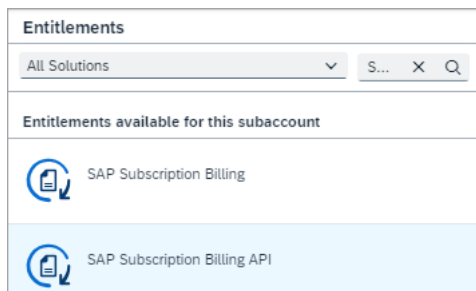 Entitlements
All Solutions S...
Entitlements available for this subaccount
SAP Subscription Billing
SAP Subscription Billing API